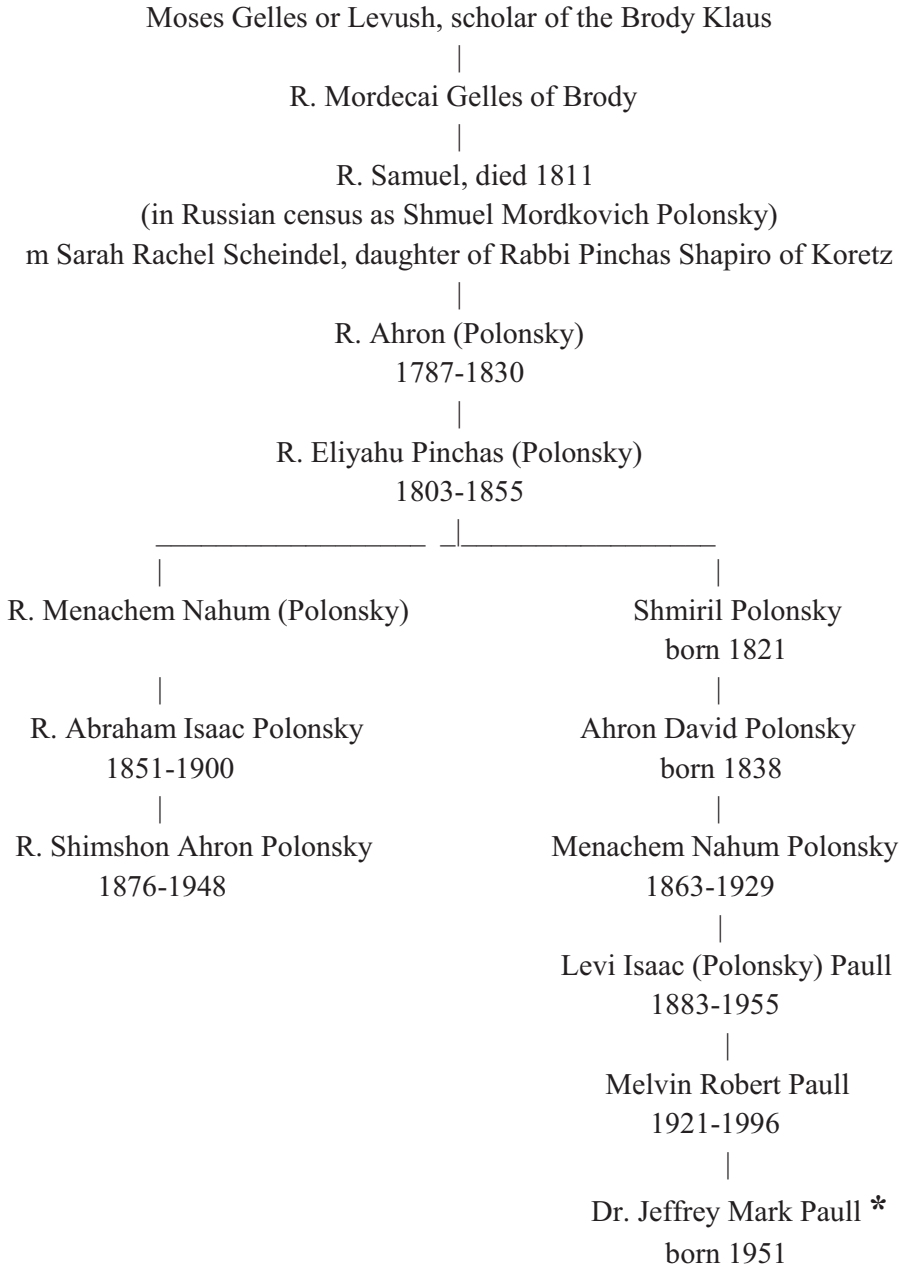 Moses Gelles or Levush, scholar of the Brody Klaus
R. Mordecai Gelles of Brody
R. Samuel, died 1811
(in Russian census as Shmuel Mordkovich Polonsky)
m Sarah Rachel Scheindel, daughter of Rabbi Pinchas Shapiro of Koretz
R. Ahron (Polonsky)
1787-1830
R. Eliyahu Pinchas (Polonsky)
1803-1855
R. Menachem Nahum (Polonsky)
Shmiril Polonsky
born 1821
R. Abraham Isaac Polonsky
1851-1900
Ahron David Polonsky
born 1838
R. Shimshon Ahron Polonsky
1876-1948
Menachem Nahum Polonsky
1863-1929
Levi Isaac (Polonsky) Paull
1883-1955
Melvin Robert Paull
1921-1996
Dr. Jeffrey Mark Paull *
born 1951